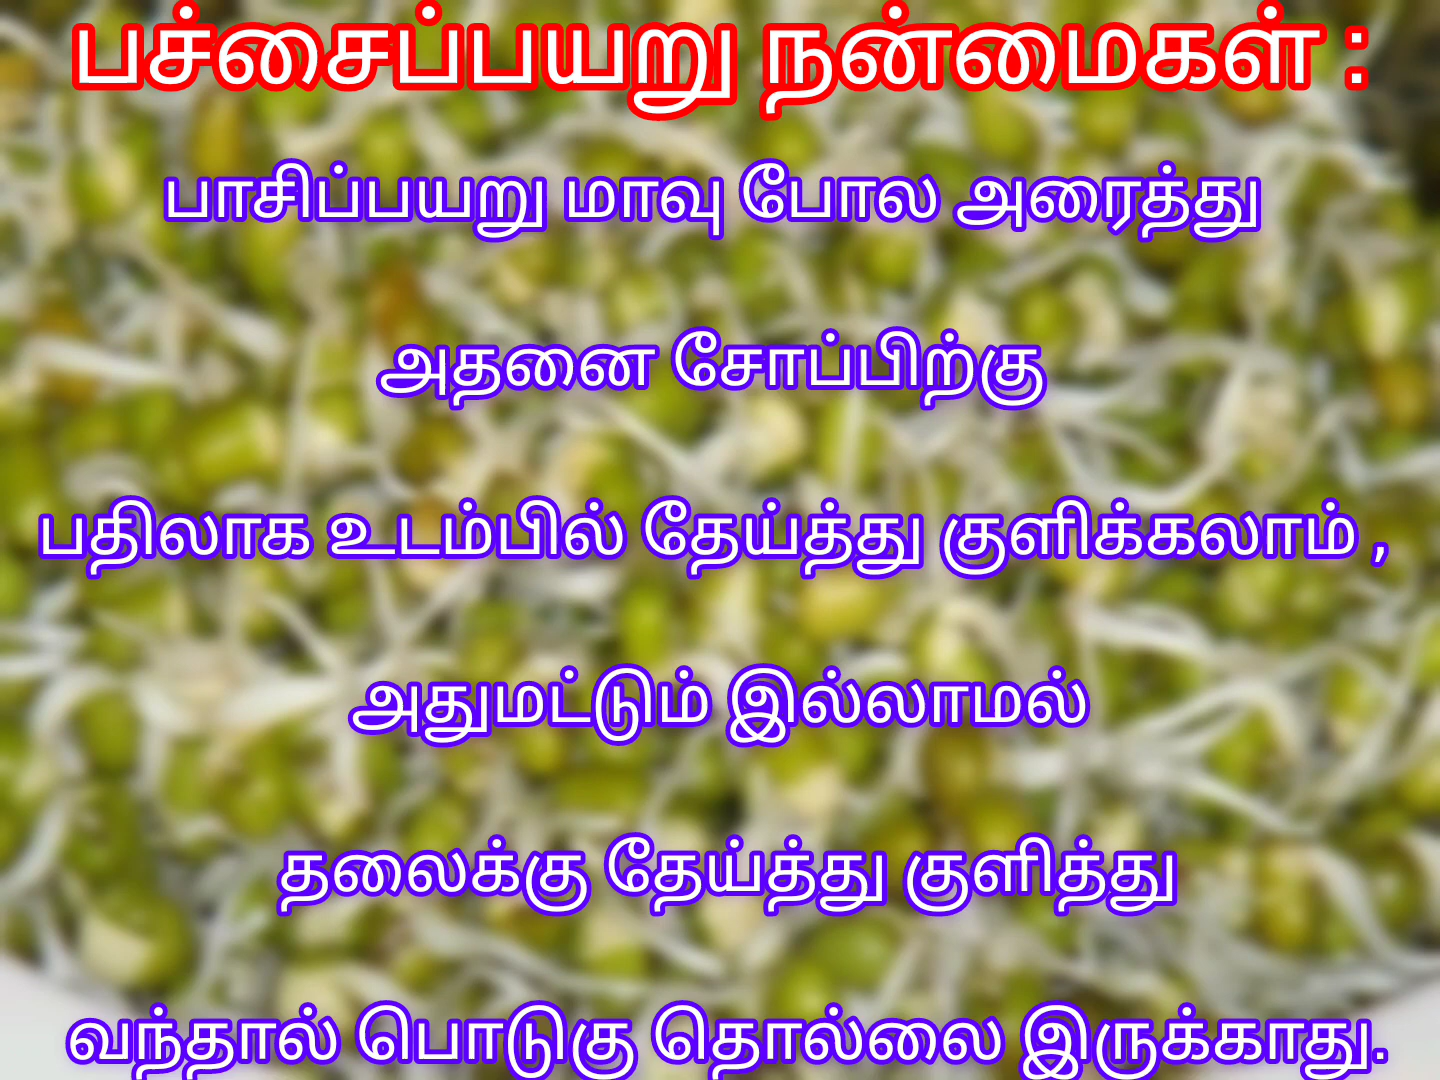 பச்சைப்பயறு நன்மைகள் :
பாசிப்பயறு மாவு போல அரைத்து
அதனை சோப்பிற்கு
பதிலாக உடம்பில் தேய்த்து குளிக்கலாம் ,
அதுமட்டும் இல்லாமல்
தலைக்கு தேய்த்து குளித்து
வந்தால் பொடுகு தொல்லை இருக்காது.